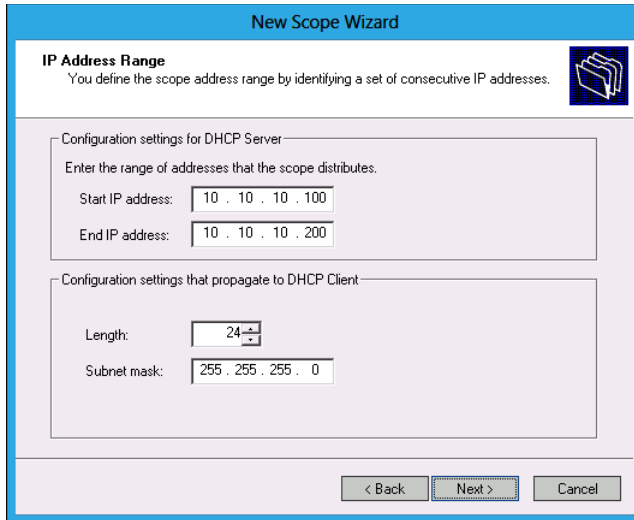 New Scope Wizard
IP Address Range
You define the scope address range by identifying a set of consecutive IP addresses.
Configuration settings for DHCP Server
Enter the range of addresses that the scope distributes.
Start IP address: 10 . 10 . 10 . 100
End IP address: 10 . 10 . 10 . 200
Configuration settings that propagate to DHCP Client
Length: 24
Subnet mask: 255 . 255 . 255 . 0
< Back Next > Cancel